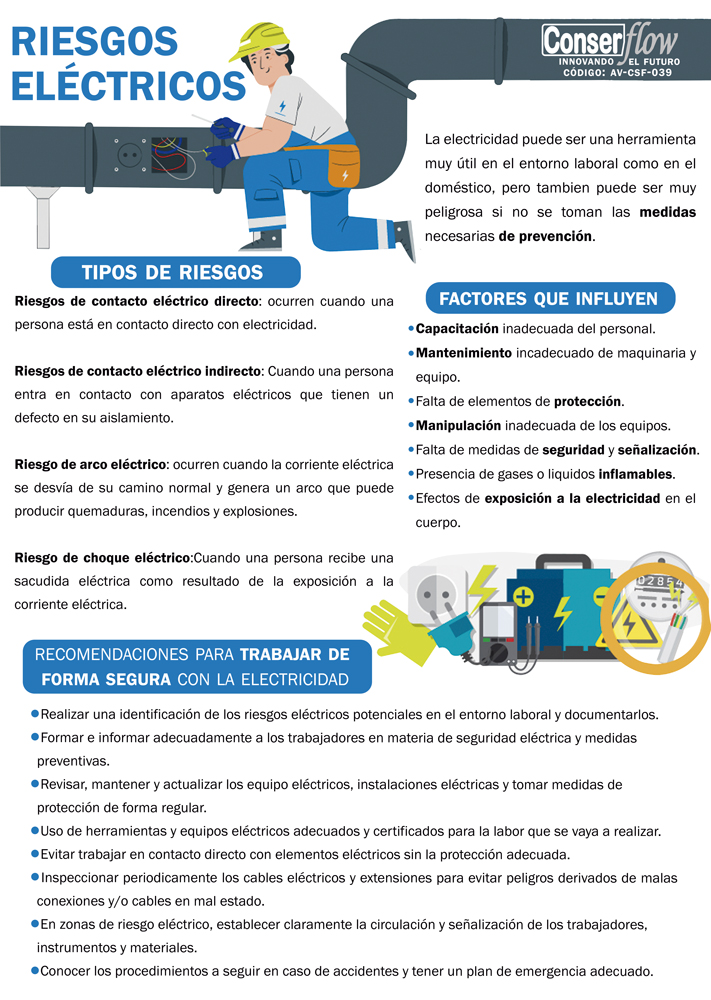 RIESGOS
ELÉCTRICOS
Conserflow
INNOVANDO EL FUTURO
CÓDIGO: AV-CSF-039
La electricidad puede ser una herramienta
muy útil en el entorno laboral como en el
doméstico, pero tambien puede ser muy
peligrosa si no se toman las medidas
necesarias de prevención.
TIPOS DE RIESGOS
Riesgos de contacto eléctrico directo: ocurren cuando una
persona está en contacto directo con electricidad.
Riesgos de contacto eléctrico indirecto: Cuando una persona
entra en contacto con aparatos eléctricos que tienen un
defecto en su aislamiento.
Riesgo de arco eléctrico: ocurren cuando la corriente eléctrica
se desvía de su camino normal y genera un arco que puede
producir quemaduras, incendios y explosiones.
Riesgo de choque eléctrico:Cuando una persona recibe una
sacudida eléctrica como resultado de la exposición a la
corriente eléctrica.
FACTORES QUE INFLUYEN
•Capacitación inadecuada del personal.
•Mantenimiento incadecuado de maquinaria y
equipo.
•Falta de elementos de protección.
•Manipulación inadecuada de los equipos.
•Falta de medidas de seguridad y señalización.
•Presencia de gases o liquidos inflamables.
•Efectos de exposición a la electricidad en el
cuerpo.
02854
RECOMENDACIONES PARA TRABAJAR DE
FORMA SEGURA CON LA ELECTRICIDAD
•Realizar una identificación de los riesgos eléctricos potenciales en el entorno laboral y documentarlos.
•Formar e informar adecuadamente a los trabajadores en materia de seguridad eléctrica y medidas
preventivas.
•Revisar, mantener y actualizar los equipo eléctricos, instalaciones eléctricas y tomar medidas de
protección de forma regular.
•Uso de herramientas y equipos eléctricos adecuados y certificados para la labor que se vaya a realizar.
•Evitar trabajar en contacto directo con elementos eléctricos sin la protección adecuada.
•Inspeccionar periodicamente los cables eléctricos y extensiones para evitar peligros derivados de malas
conexiones y/o cables en mal estado.
•En zonas de riesgo eléctrico, establecer claramente la circulación y señalización de los trabajadores,
instrumentos y materiales.
•Conocer los procedimientos a seguir en caso de accidentes y tener un plan de emergencia adecuado.